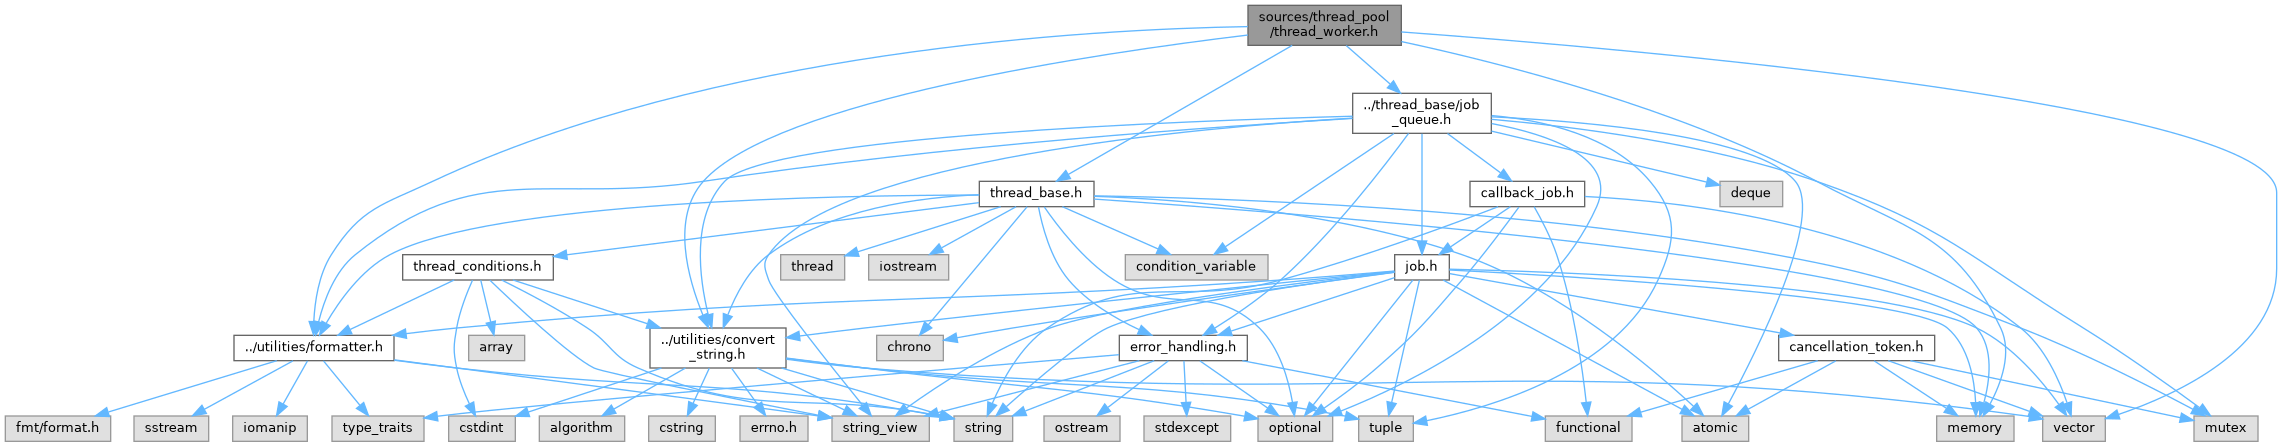 sources/thread_pool
/thread_worker.h
../thread_base/job
_queue.h
thread_base.h
callback_job.h
deque
thread_conditions.h
thread
iostream
condition_variable
job.h
../utilities/formatter.h
array
../utilities/convert
_string.h
chrono
error_handling.h
cancellation_token.h
fmt/format.h
sstream
iomanip
type_traits
cstdint
algorithm
cstring
errno.h
string_view
string
ostream
stdexcept
optional
tuple
functional
atomic
memory
vector
mutex